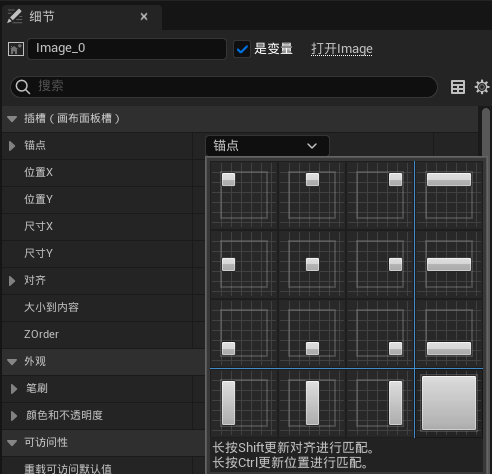 细节
Image_0
是变量
打开Image
搜索
插槽（画布面板槽）
锚点
锚点
位置X
位置Y
尺寸X
尺寸Y
对齐
大小到内容
ZOrder
外观
笔刷
颜色和不透明度
可访问性
重载可访问默认值
长按Shift更新对齐进行匹配。
长按Ctrl更新位置进行匹配。